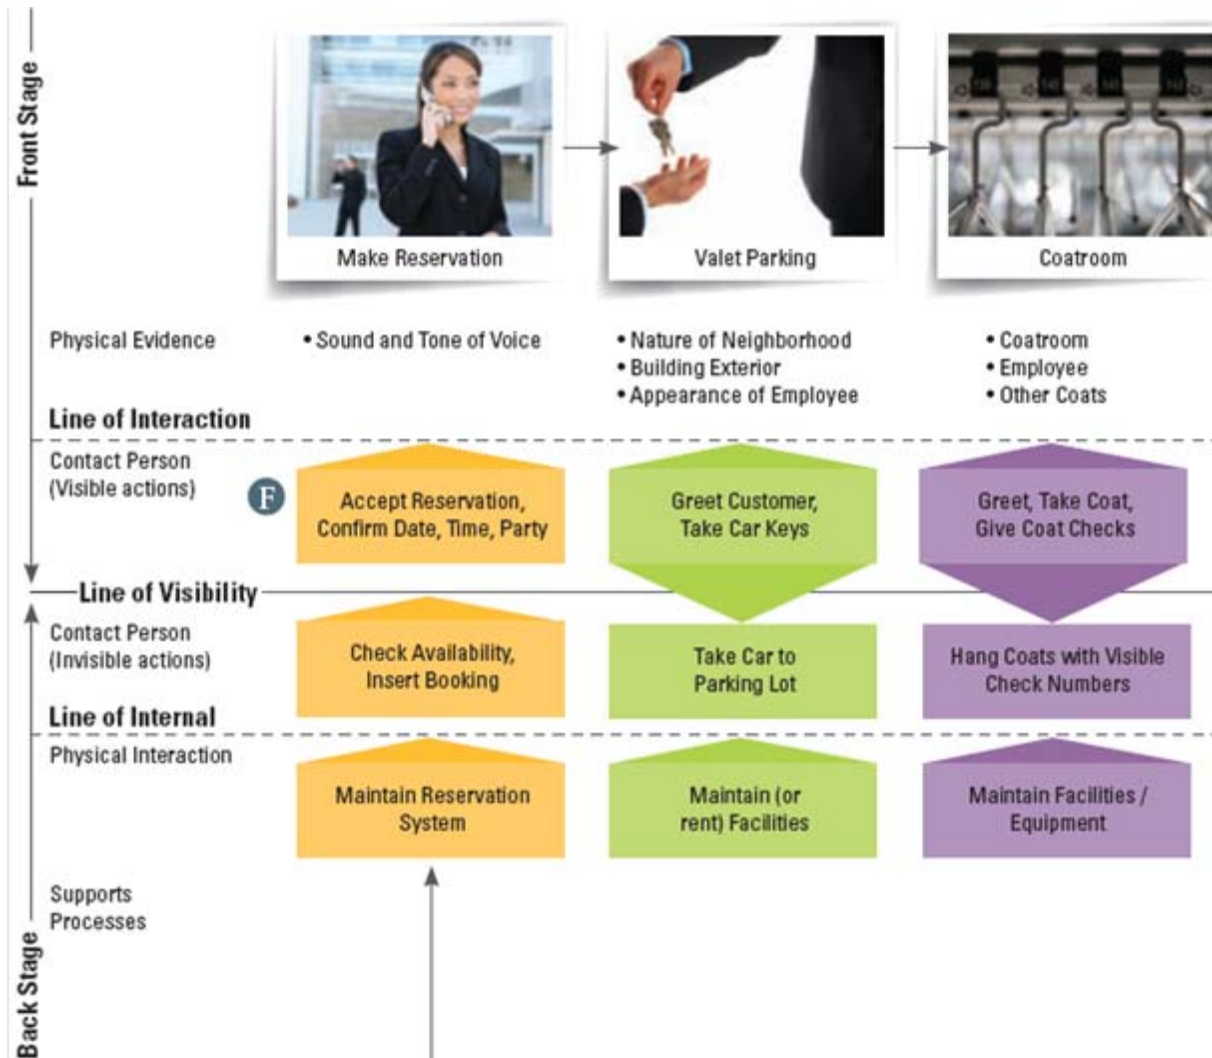 Front Stage
Make Reservation
Valet Parking
Coatroom
Physical Evidence
• Sound and Tone of Voice
• Nature of Neighborhood
• Building Exterior
• Appearance of Employee
• Coatroom
• Employee
• Other Coats
Line of Interaction
Contact Person
(Visible actions)
F
Accept Reservation,
Confirm Date, Time, Party
Greet Customer,
Take Car Keys
Greet, Take Coat,
Give Coat Checks
Line of Visibility
Contact Person
(Invisible actions)
Check Availability,
Insert Booking
Take Car to
Parking Lot
Hang Coats with Visible
Check Numbers
Line of Internal
Physical Interaction
Maintain Reservation
System
Maintain (or
rent) Facilities
Maintain Facilities /
Equipment
Supports
Processes
Back Stage